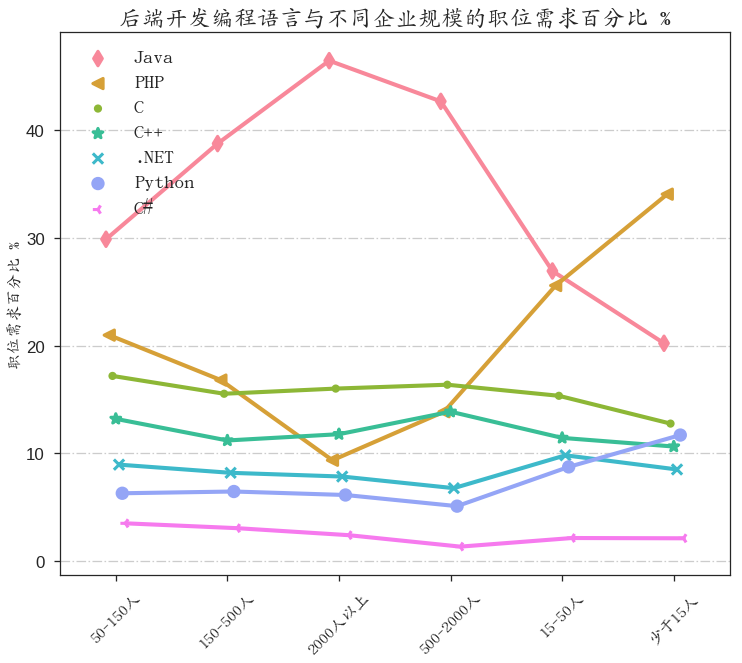 后端开发编程语言与不同企业规模的职位需求百分比 %
Java
PHP
C
C++
.NET
Python
C#
职位需求百分比 %
40
30
20
10
0
50-150人
150-500人
2000人以上
500-2000人
15-50人
少于15人